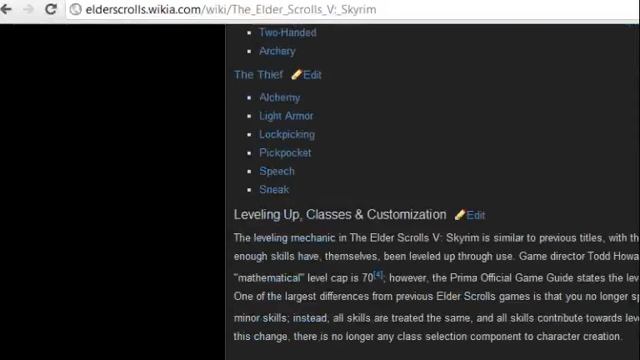 elderscrolls.wikia.com/wiki/The_Elder_Scrolls_V:_Skyrim
Two-Handed
Archery
The Thief Edit
Alchemy
Light Armor
Lockpicking
Pickpocket
Speech
Sneak
Leveling Up, Classes & Customization Edit
The leveling mechanic in The Elder Scrolls V: Skyrim is similar to previous titles, with th
enough skills have, themselves, been leveled up through use. Game director Todd Howa
"mathematical" level cap is 70[4]; however, the Prima Official Game Guide states the lev
One of the largest differences from previous Elder Scrolls games is that you no longer sp
minor skills; instead, all skills are treated the same, and all skills contribute towards leve
this change, there is no longer any class selection component to character creation.